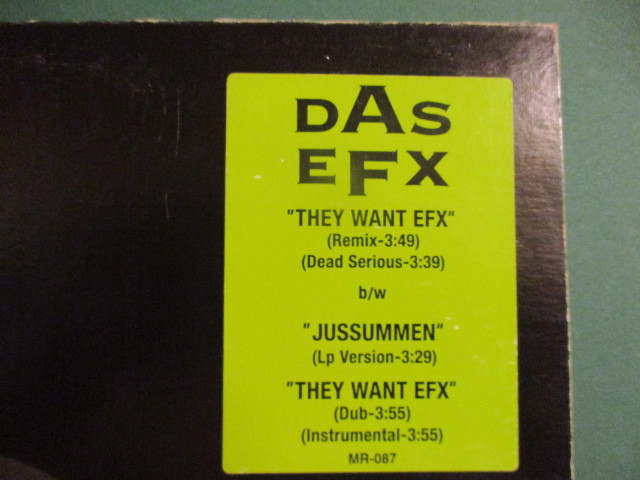 DAS
EFX
"THEY WANT EFX"
(Remix-3:49)
(Dead Serious-3:39)
b/w
"JUSSUMMEN"
(Lp Version-3:29)
"THEY WANT EFX"
(Dub-3:55)
(Instrumental-3:55)
MR-087